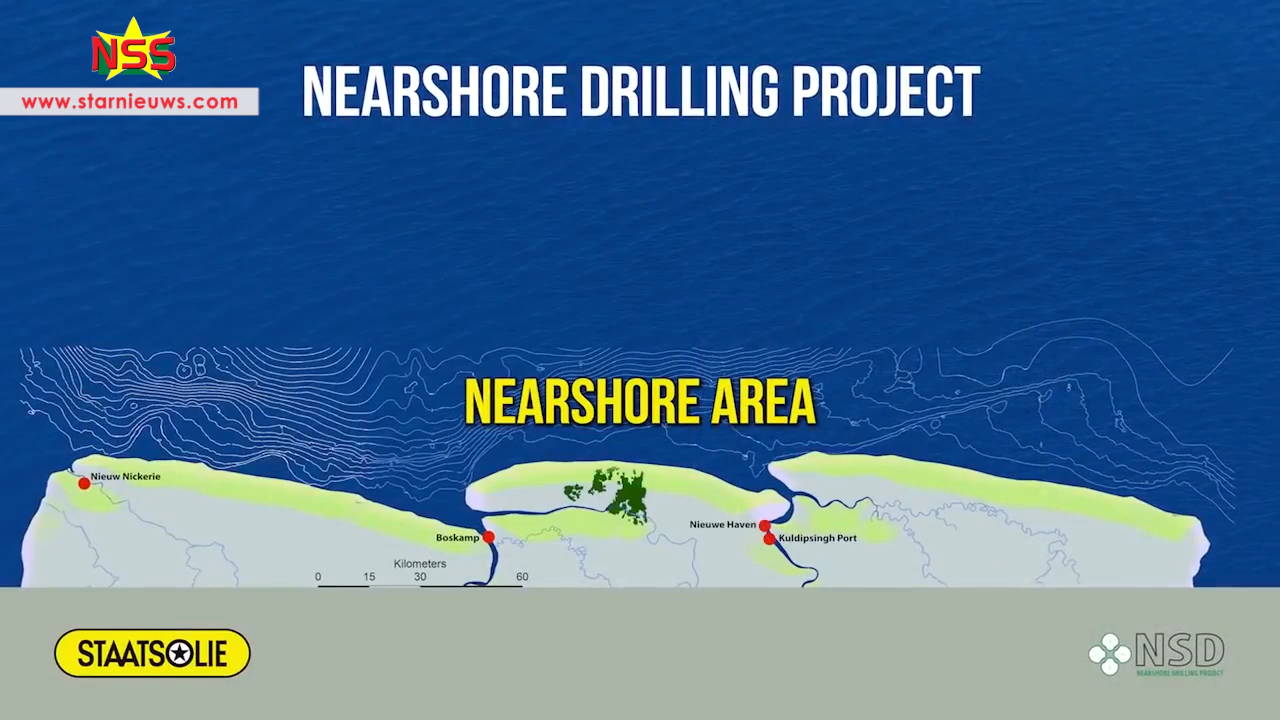 NSS
www.starnieuws.com
NEARSHORE DRILLING PROJECT
NEARSHORE AREA
Nieuw Nickerie
Boskamp
Nieuwe Haven
Kuldipsingh Port
Kilometers
0 15 30 60
STAATSOLIE
NSD
NEARSHORE DRILLING PROJECT